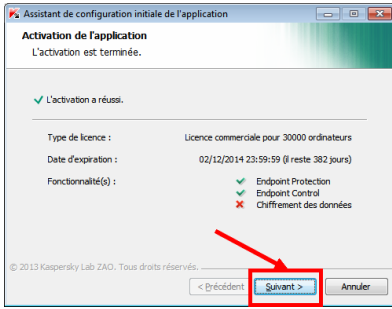 Assistant de configuration initiale de l'application
Activation de l'application
L'activation est terminée.
L'activation a réussi.
Type de licence :
Licence commerciale pour 30000 ordinateurs
Date d'expiration :
02/12/2014 23:59:59 (il reste 382 jours)
Fonctionnalité(s) :
Endpoint Protection
Endpoint Control
Chiffrement des données
© 2013 Kaspersky Lab ZAO. Tous droits réservés.
< Précédent
Suivant >
Annuler